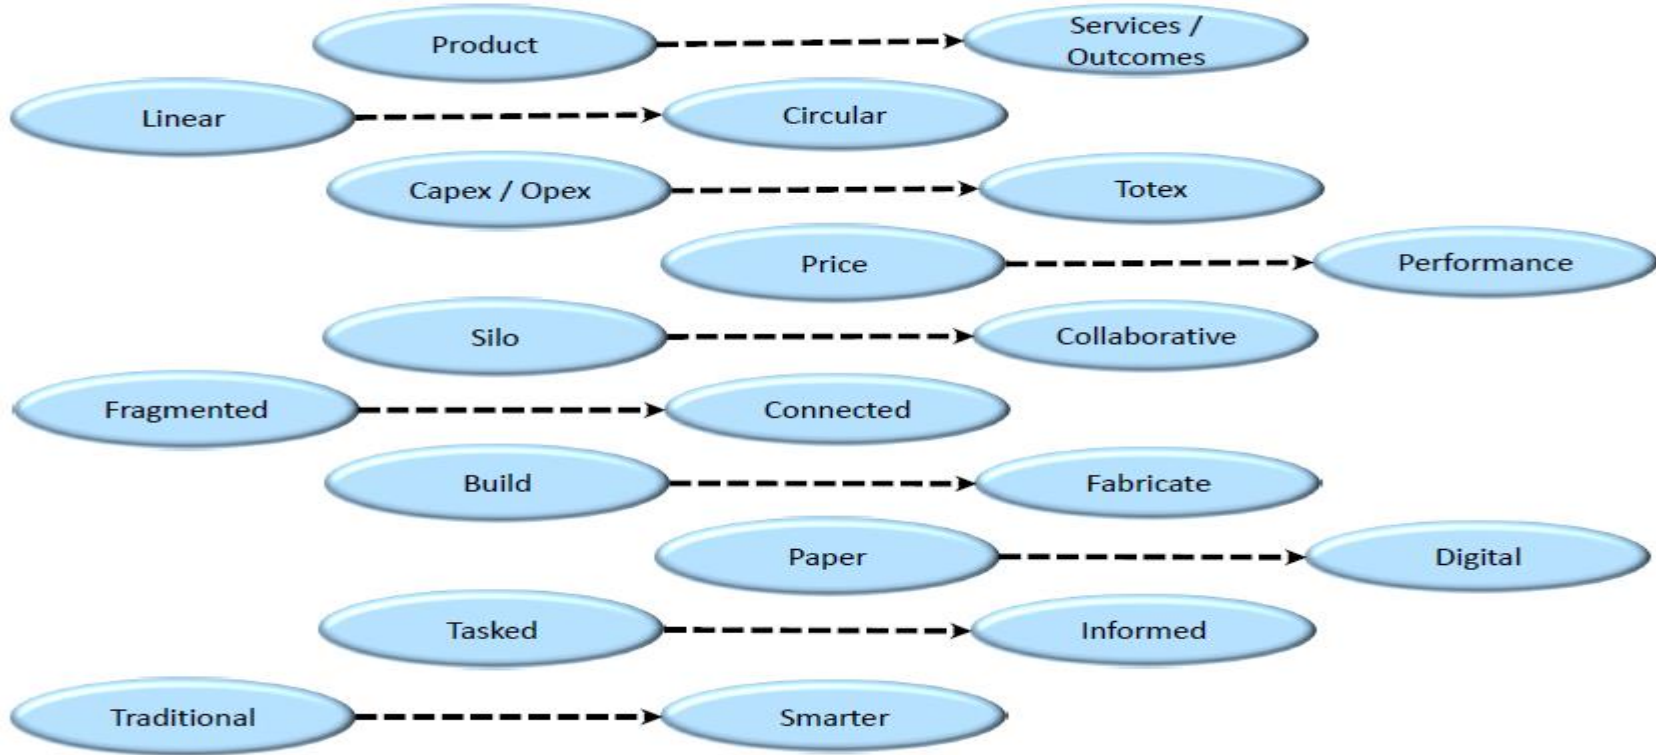 Product
Services /
Outcomes
Linear
Circular
Capex / Opex
Totex
Price
Performance
Silo
Collaborative
Fragmented
Connected
Build
Fabricate
Paper
Digital
Tasked
Informed
Traditional
Smarter